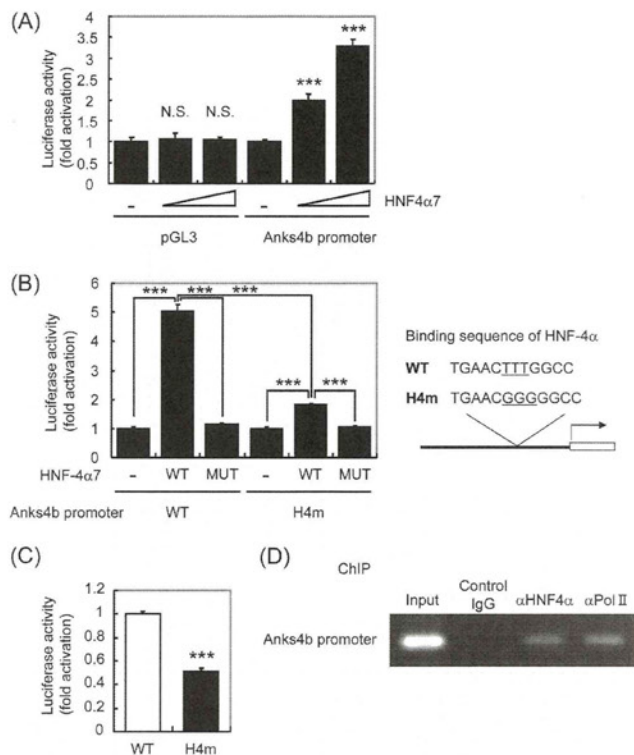 (A)
Luciferase activity
(fold activation)
4
3.5
3
2.5
2
1.5
1
0.5
0
N.S.
N.S.
***
***
-
-
HNF4α7
pGL3
Anks4b promoter
(B)
Luciferase activity
(fold activation)
6
5
4
3
2
1
0
***
***
***
***
***
HNF-4α7
-
WT
MUT
-
WT
MUT
Anks4b promoter
WT
H4m
Binding sequence of HNF-4α
WT TGAACTTTGGCC
H4m TGAACGGGGGCC
(C)
Luciferase activity
(fold activation)
1.2
1
0.8
0.6
0.4
0.2
0
***
WT
H4m
(D)
ChIP
Input
Control
IgG
αHNF4α
αPol II
Anks4b promoter